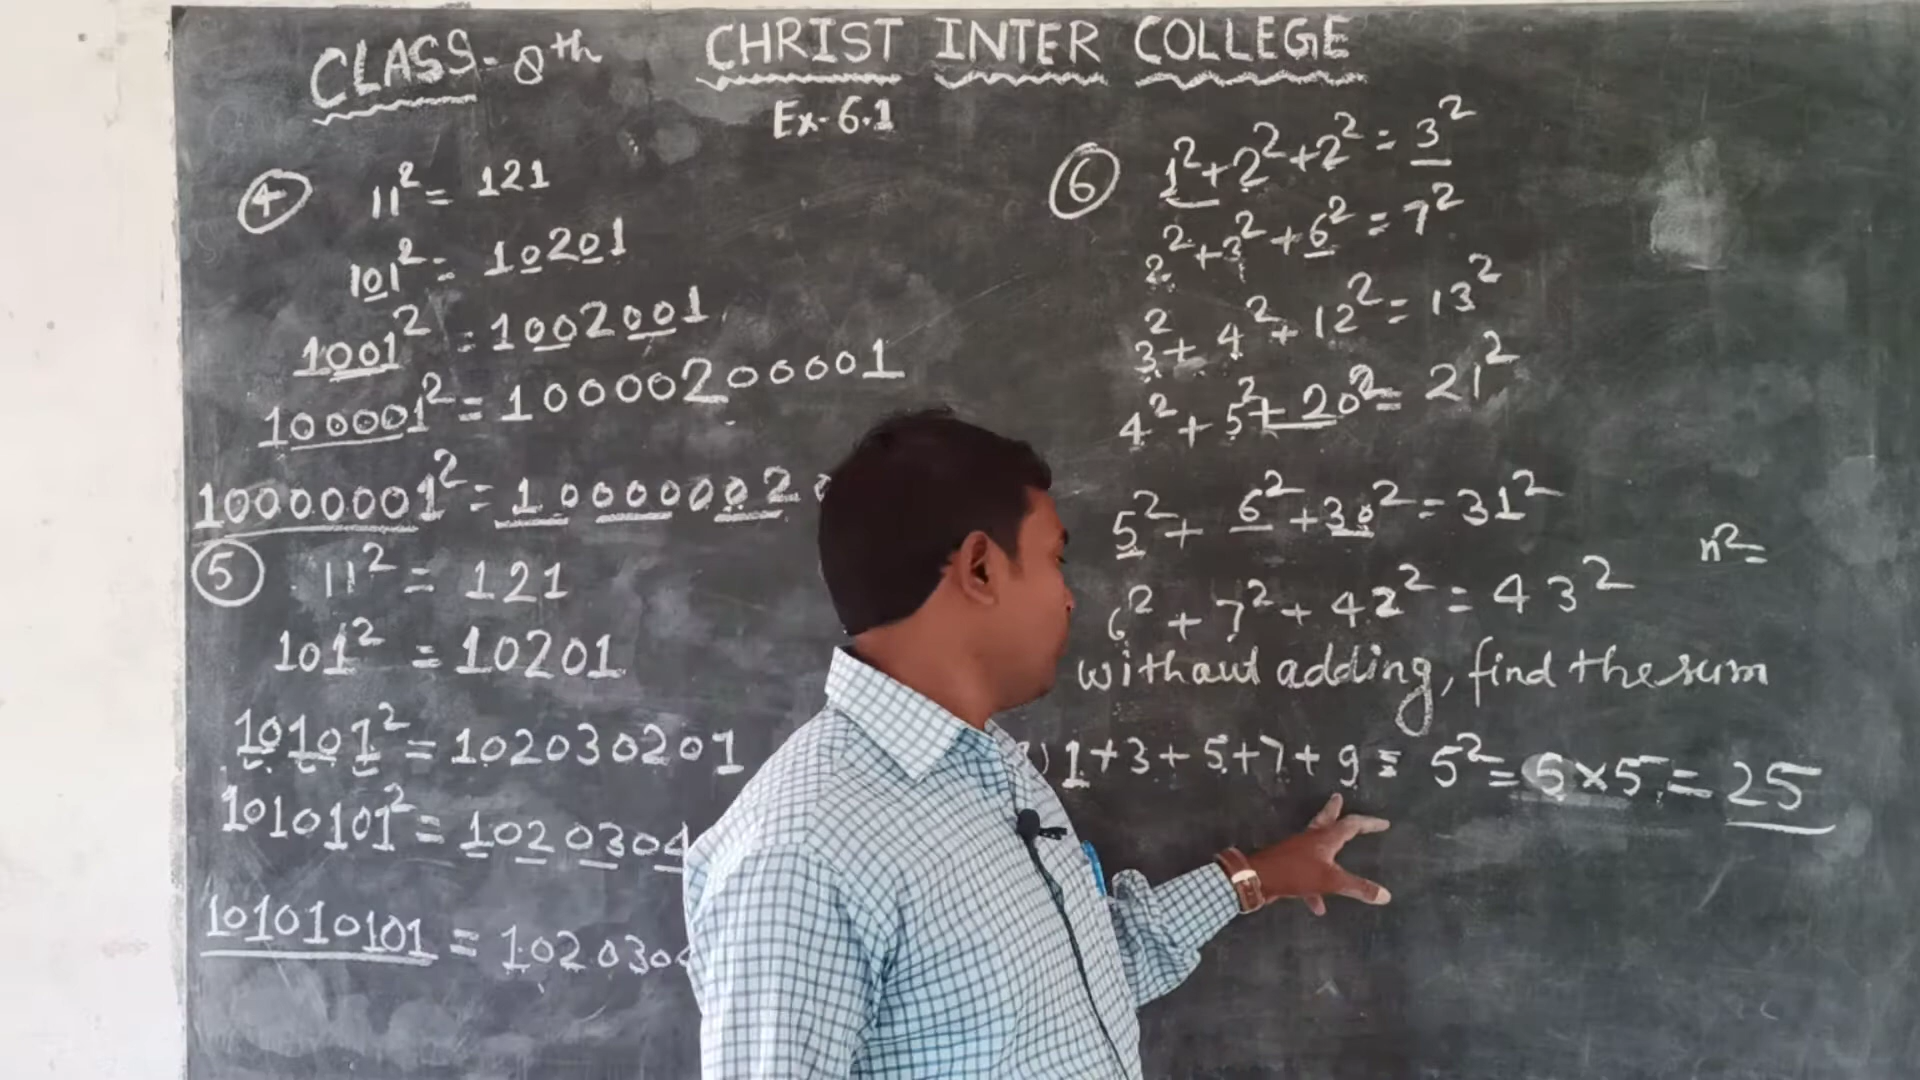 CLASS-8th
CHRIST INTER COLLEGE
Ex-6.1
④ 11² = 121
101² = 10201
1001² = 1002001
100001² = 10000200001
10000001² = 10000002
⑤ 11² = 121
101² = 10201
10101² = 102030201
1010101² = 1020304
101010101 = 1020304
⑥ 1²+2²+2² = 3²
2²+3²+6² = 7²
3²+4²+12² = 13²
4²+5²+20² = 21²
5²+6²+30² = 31²
n² =
6²+7²+42² = 43²
without adding, find the sum
) 1+3+5+7+9 = 5² = 5×5 = 25